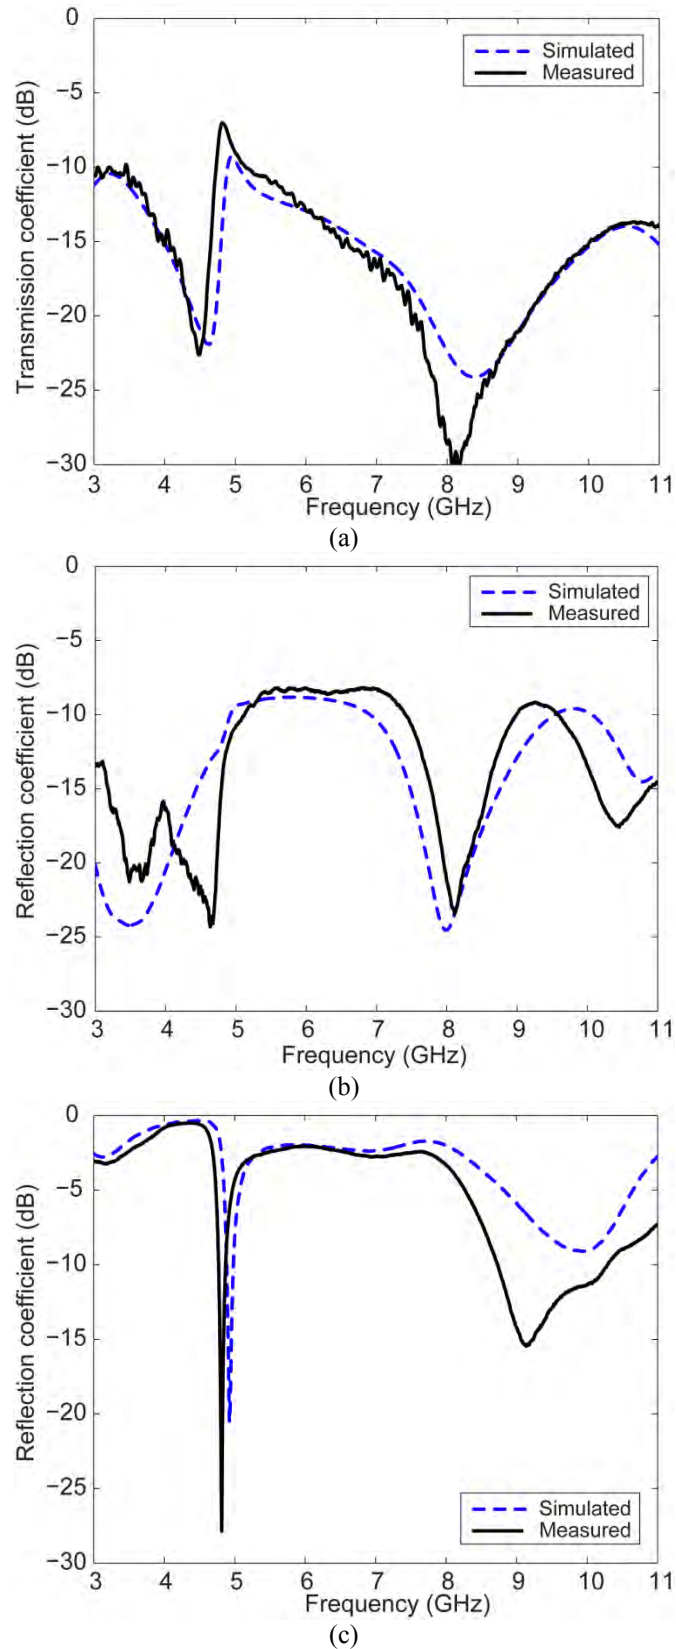 0
−5
−10
−15
−20
−25
−30
Transmission coefficient (dB)
Simulated
Measured
3 4 5 6 7 8 9 10 11
Frequency (GHz)
(a)
0
−5
−10
−15
−20
−25
−30
Reflection coefficient (dB)
Simulated
Measured
3 4 5 6 7 8 9 10 11
Frequency (GHz)
(b)
0
−5
−10
−15
−20
−25
−30
Reflection coefficient (dB)
Simulated
Measured
3 4 5 6 7 8 9 10 11
Frequency (GHz)
(c)